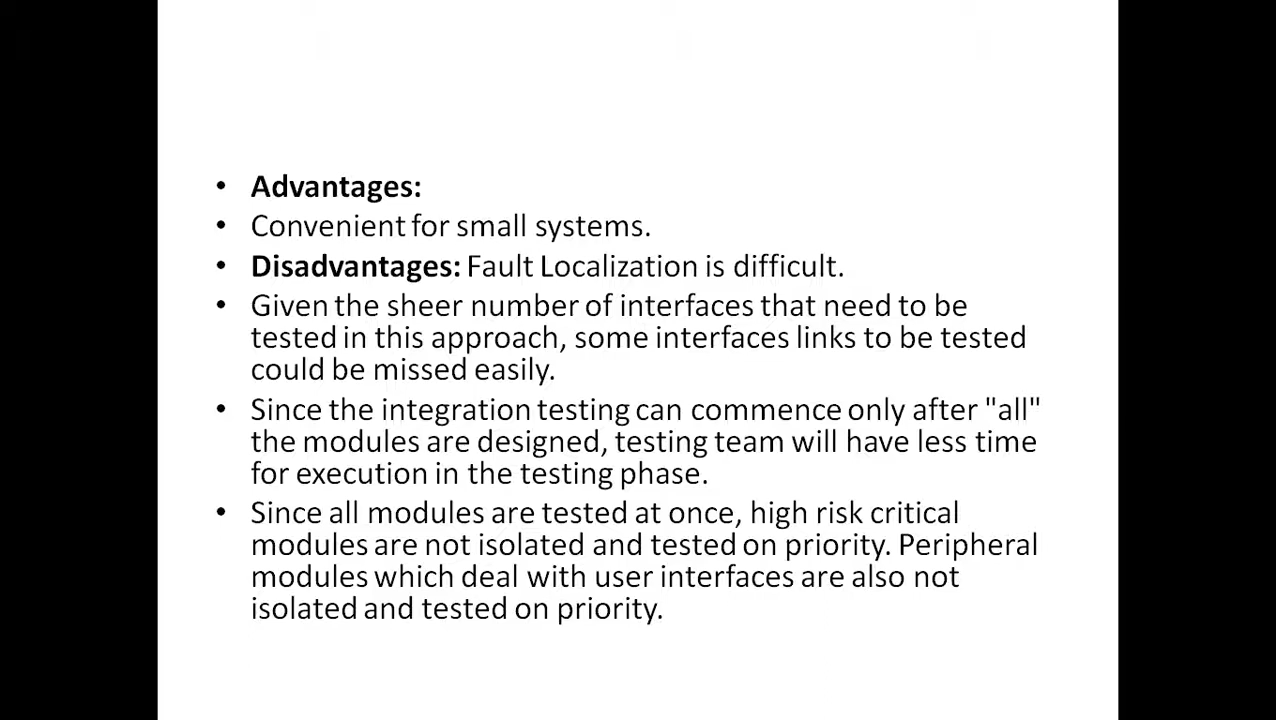 • Advantages:
• Convenient for small systems.
• Disadvantages: Fault Localization is difficult.
• Given the sheer number of interfaces that need to be
tested in this approach, some interfaces links to be tested
could be missed easily.
• Since the integration testing can commence only after "all"
the modules are designed, testing team will have less time
for execution in the testing phase.
• Since all modules are tested at once, high risk critical
modules are not isolated and tested on priority. Peripheral
modules which deal with user interfaces are also not
isolated and tested on priority.